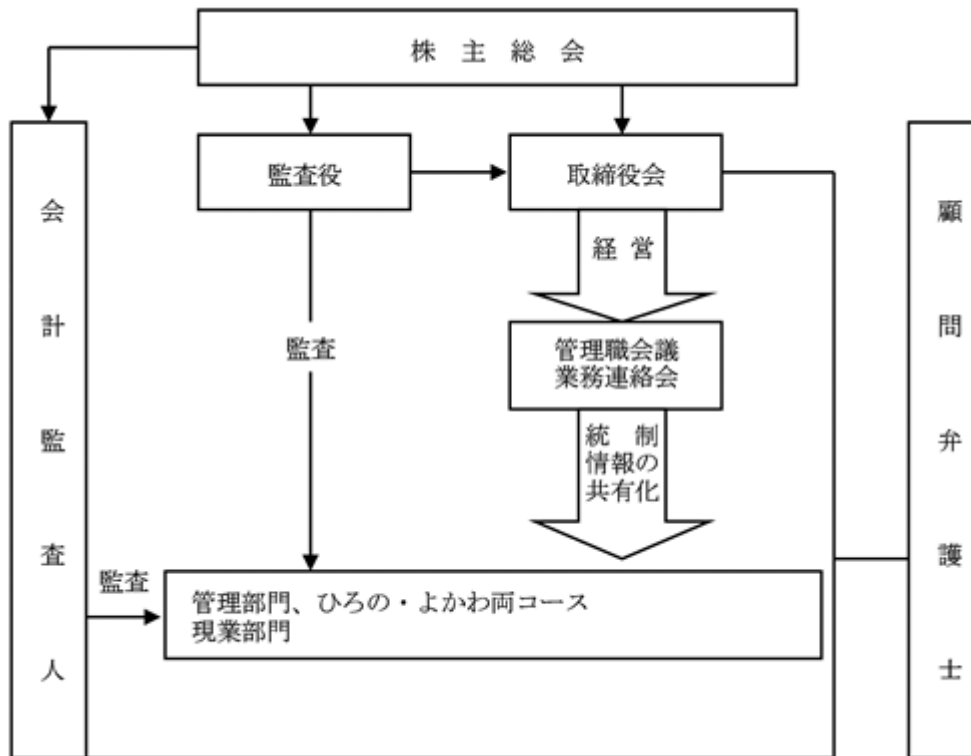 株主総会
監査役
取締役会
会計監査人
顧問弁護士
経営
監査
管理職会議
業務連絡会
統制
情報の
共有化
監査
管理部門、ひろの・よかわ両コース
現業部門